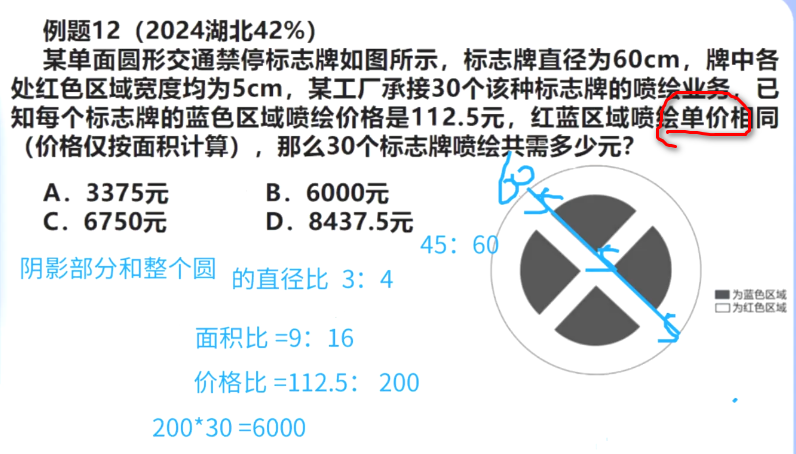 例题12（2024湖北42%）
某单面圆形交通禁停标志牌如图所示，标志牌直径为60cm，牌中各
处红色区域宽度均为5cm，某工厂承接30个该种标志牌的喷绘业务，已
知每个标志牌的蓝色区域喷绘价格是112.5元，红蓝区域喷绘单价相同
（价格仅按面积计算），那么30个标志牌喷绘共需多少元？
A．3375元 B．6000元
C．6750元 D．8437.5元
60
5
5
5
45：60
阴影部分和整个圆 的直径比 3：4
面积比 =9：16
价格比 =112.5： 200
200*30 =6000
为蓝色区域
为红色区域